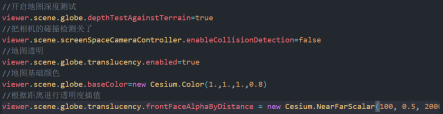 //开启地图深度测试
viewer.scene.globe.depthTestAgainstTerrain=true
//把相机的碰撞检测关了
viewer.scene.screenSpaceCameraController.enableCollisionDetection=false
//地图透明
viewer.scene.globe.translucency.enabled=true
//地图基础颜色
viewer.scene.globe.baseColor=new Cesium.Color(1.,1.,1.,0.8)
//根据距离进行透明度插值
viewer.scene.globe.translucency.frontFaceAlphaByDistance = new Cesium.NearFarScalar(100, 0.5, 200